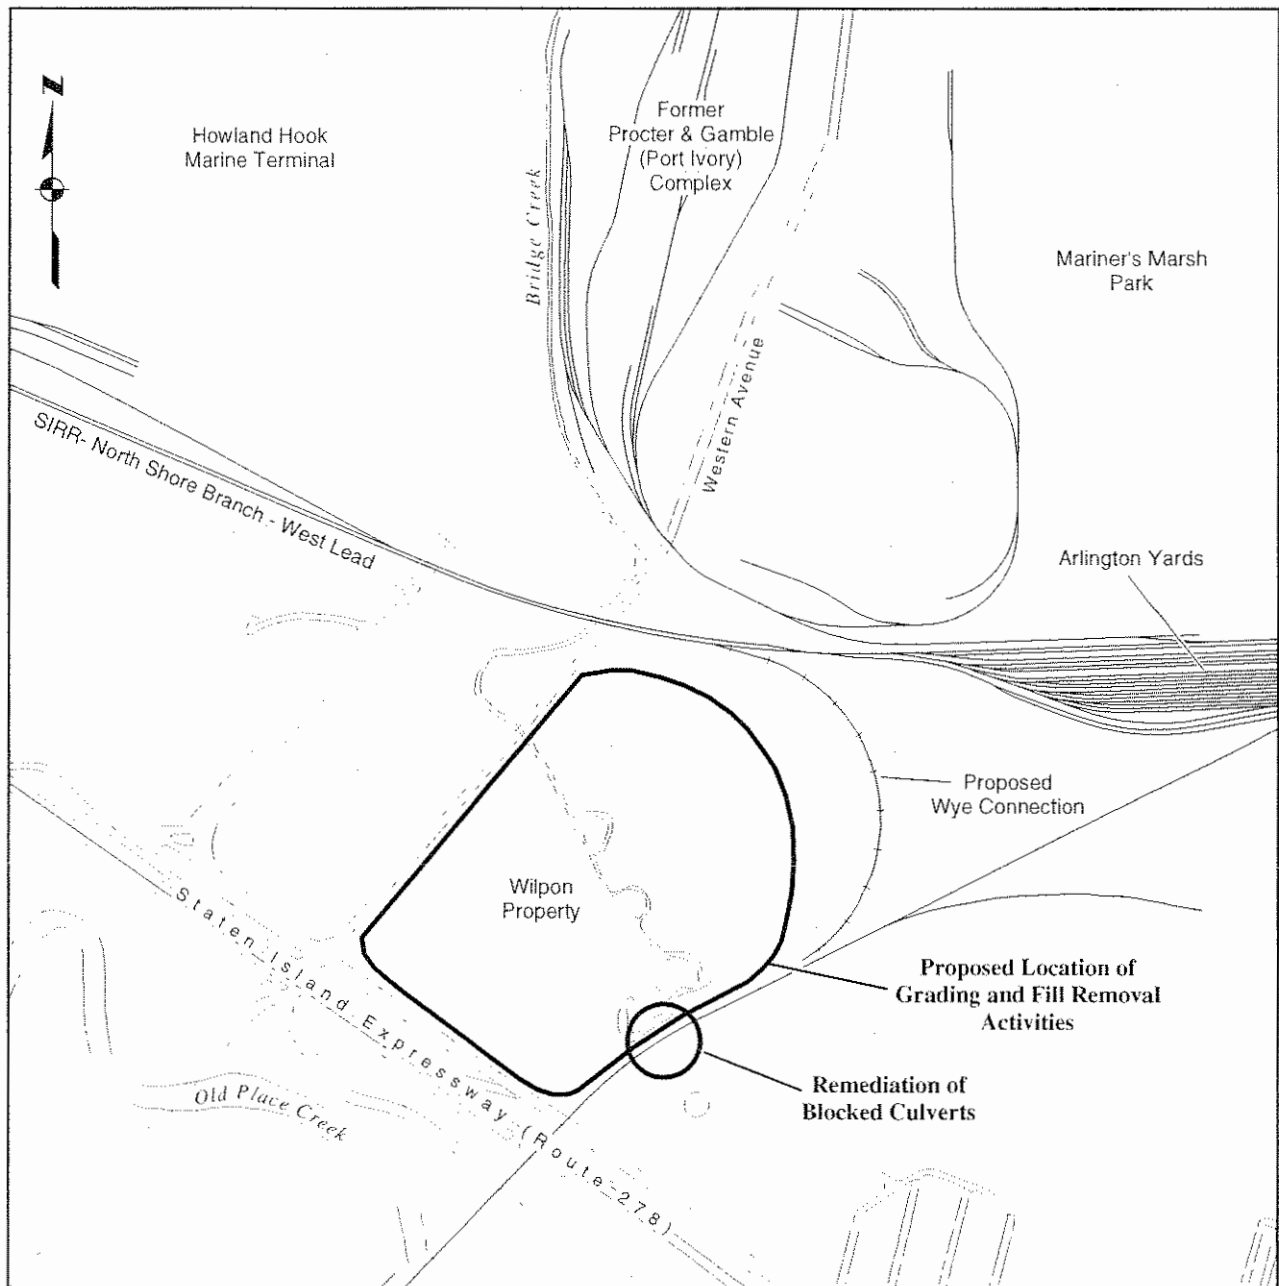 Z
Howland Hook
Marine Terminal
Former
Procter & Gamble
(Port Ivory)
Complex
Bridge Creek
Mariner's Marsh
Park
Western Avenue
SIRR- North Shore Branch - West Lead
Arlington Yards
Proposed
Wye Connection
Wilpon
Property
Staten Island Expressway (Route 278)
Proposed Location of
Grading and Fill Removal
Activities
Remediation of
Blocked Culverts
Old Place Creek